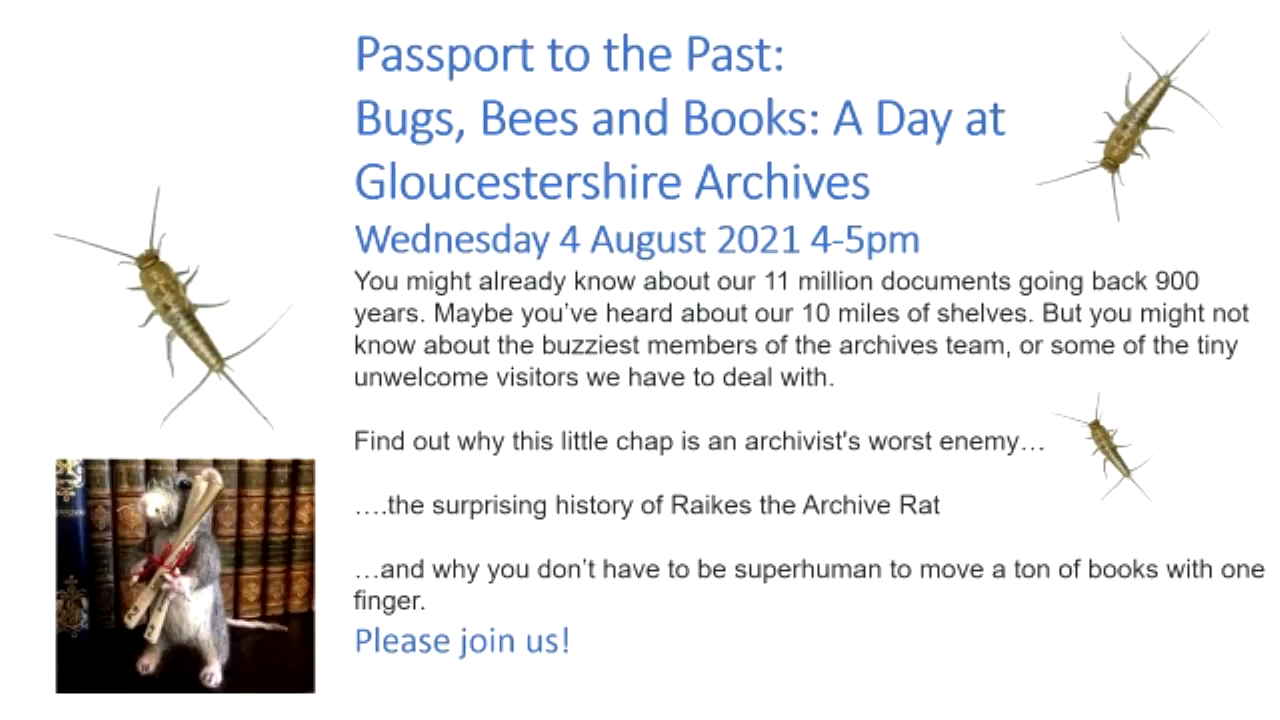 Passport to the Past:
Bugs, Bees and Books: A Day at
Gloucestershire Archives
Wednesday 4 August 2021 4-5pm
You might already know about our 11 million documents going back 900
years. Maybe you’ve heard about our 10 miles of shelves. But you might not
know about the buzziest members of the archives team, or some of the tiny
unwelcome visitors we have to deal with.
Find out why this little chap is an archivist's worst enemy…
….the surprising history of Raikes the Archive Rat
…and why you don’t have to be superhuman to move a ton of books with one
finger.
Please join us!